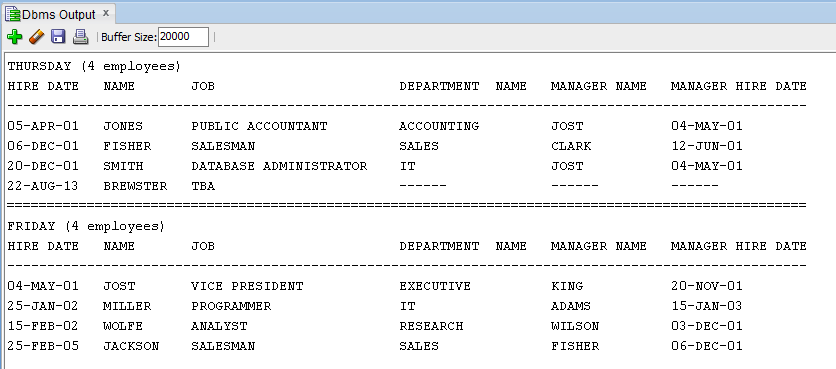 Dbms Output ×
Buffer Size: 20000
THURSDAY (4 employees)
HIRE DATE   NAME       JOB                       DEPARTMENT  NAME   MANAGER NAME   MANAGER HIRE DATE
----------------------------------------------------------------------------------------------------
05-APR-01   JONES      PUBLIC ACCOUNTANT         ACCOUNTING         JOST           04-MAY-01
06-DEC-01   FISHER     SALESMAN                  SALES              CLARK          12-JUN-01
20-DEC-01   SMITH      DATABASE ADMINISTRATOR    IT                 JOST           04-MAY-01
22-AUG-13   BREWSTER   TBA                       ------             ------         ------
====================================================================================================
FRIDAY (4 employees)
HIRE DATE   NAME       JOB                       DEPARTMENT  NAME   MANAGER NAME   MANAGER HIRE DATE
----------------------------------------------------------------------------------------------------
04-MAY-01   JOST       VICE PRESIDENT            EXECUTIVE          KING           20-NOV-01
25-JAN-02   MILLER     PROGRAMMER                IT                 ADAMS          15-JAN-03
15-FEB-02   WOLFE      ANALYST                   RESEARCH           WILSON         03-DEC-01
25-FEB-05   JACKSON    SALESMAN                  SALES              FISHER         06-DEC-01